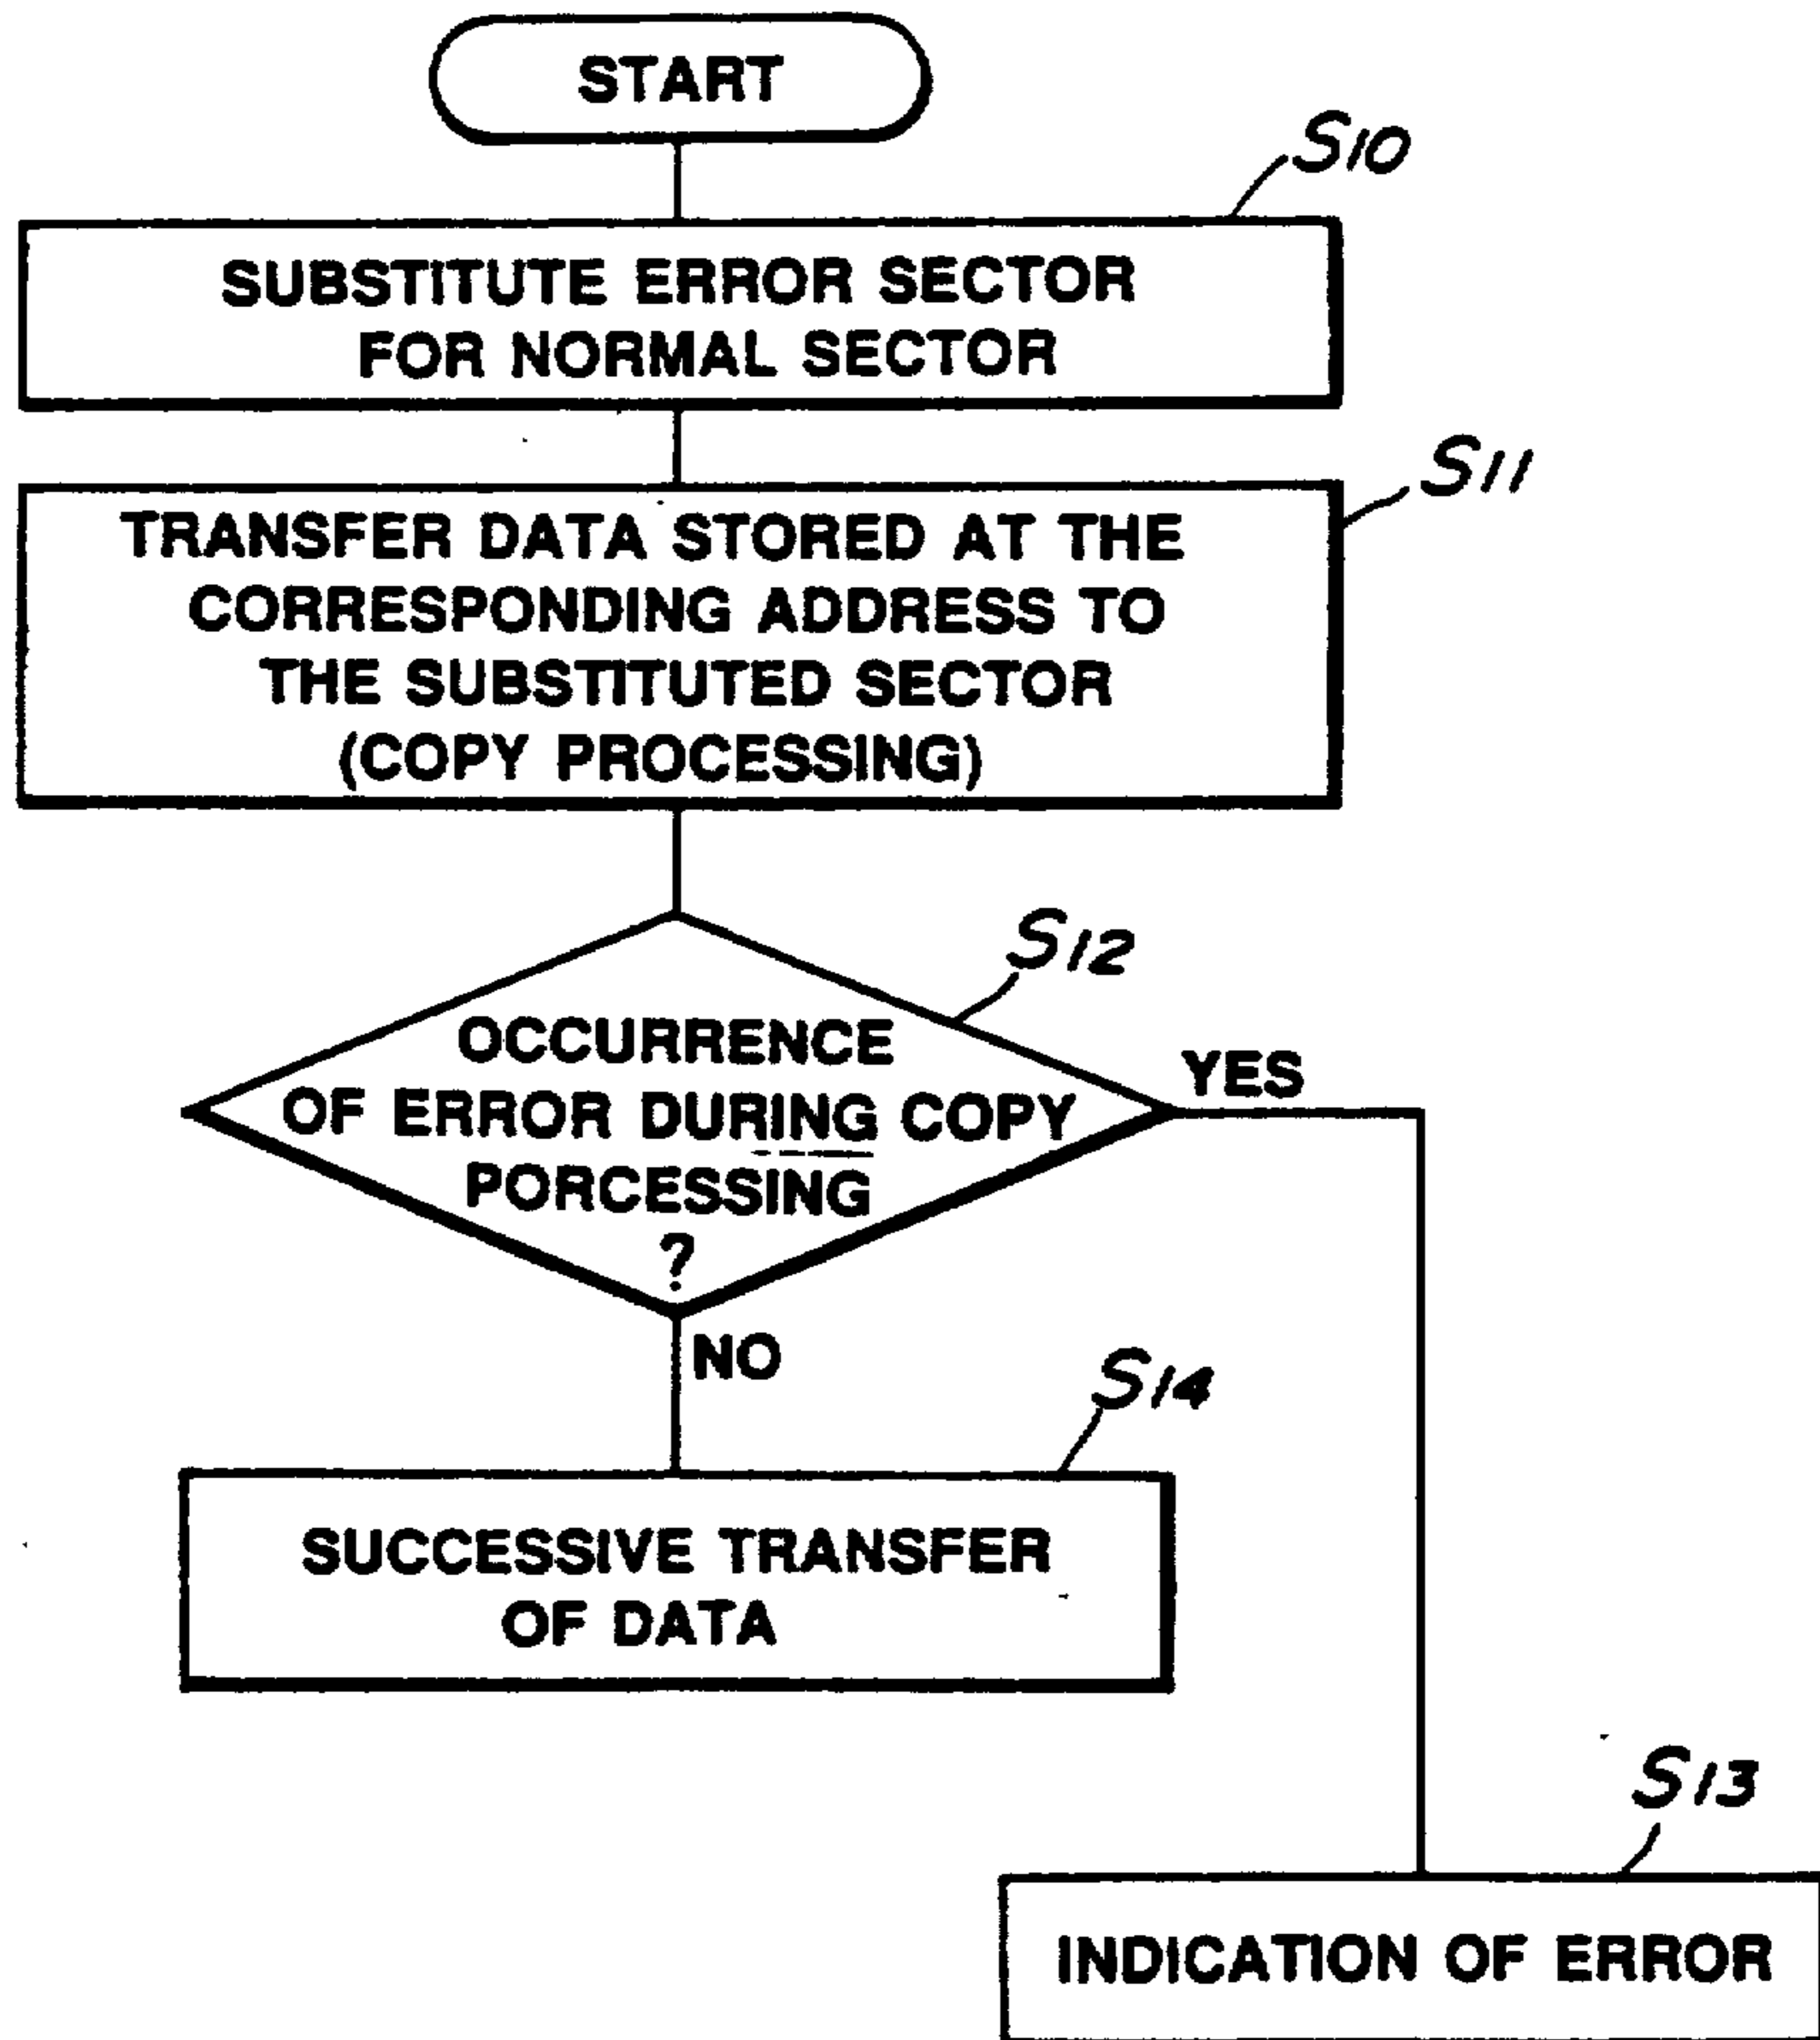 START
S10
SUBSTITUTE ERROR SECTOR
FOR NORMAL SECTOR
S11
TRANSFER DATA STORED AT THE
CORRESPONDING ADDRESS TO
THE SUBSTITUTED SECTOR
(COPY PROCESSING)
S12
OCCURRENCE
OF ERROR DURING COPY
PORCESSING
?
YES
NO
S14
SUCCESSIVE TRANSFER
OF DATA
S13
INDICATION OF ERROR